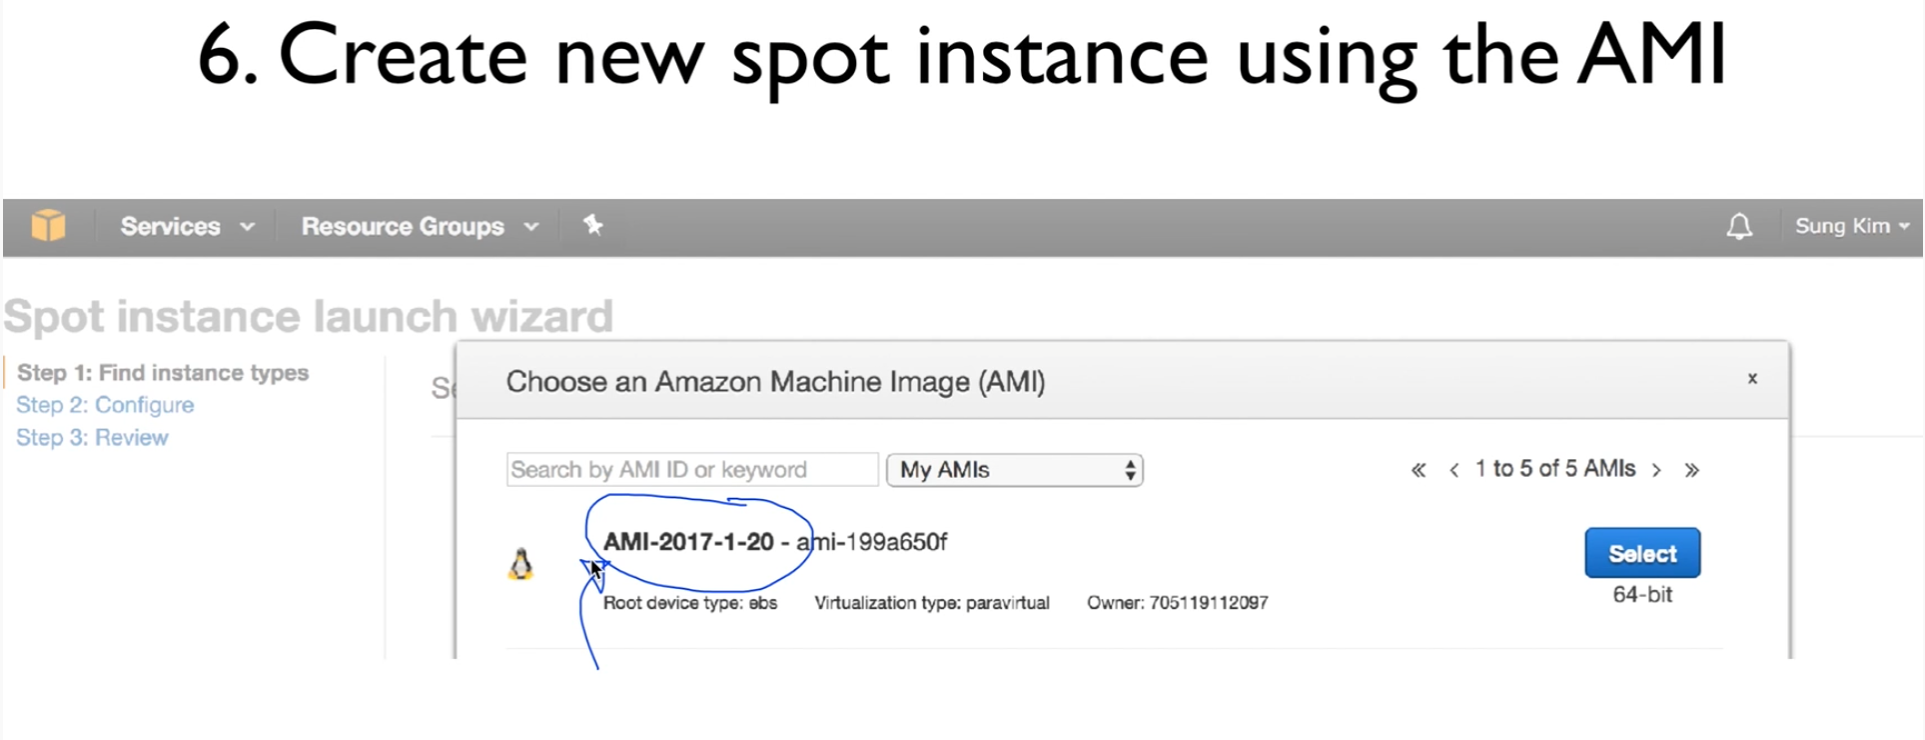 6. Create new spot instance using the AMI
Services Resource Groups Sung Kim
Spot instance launch wizard
Step 1: Find instance types
Step 2: Configure
Step 3: Review
Choose an Amazon Machine Image (AMI) x
Search by AMI ID or keyword My AMIs « < 1 to 5 of 5 AMIs > »
AMI-2017-1-20 - ami-199a650f
Select
Root device type: ebs Virtualization type: paravirtual Owner: 705119112097
64-bit